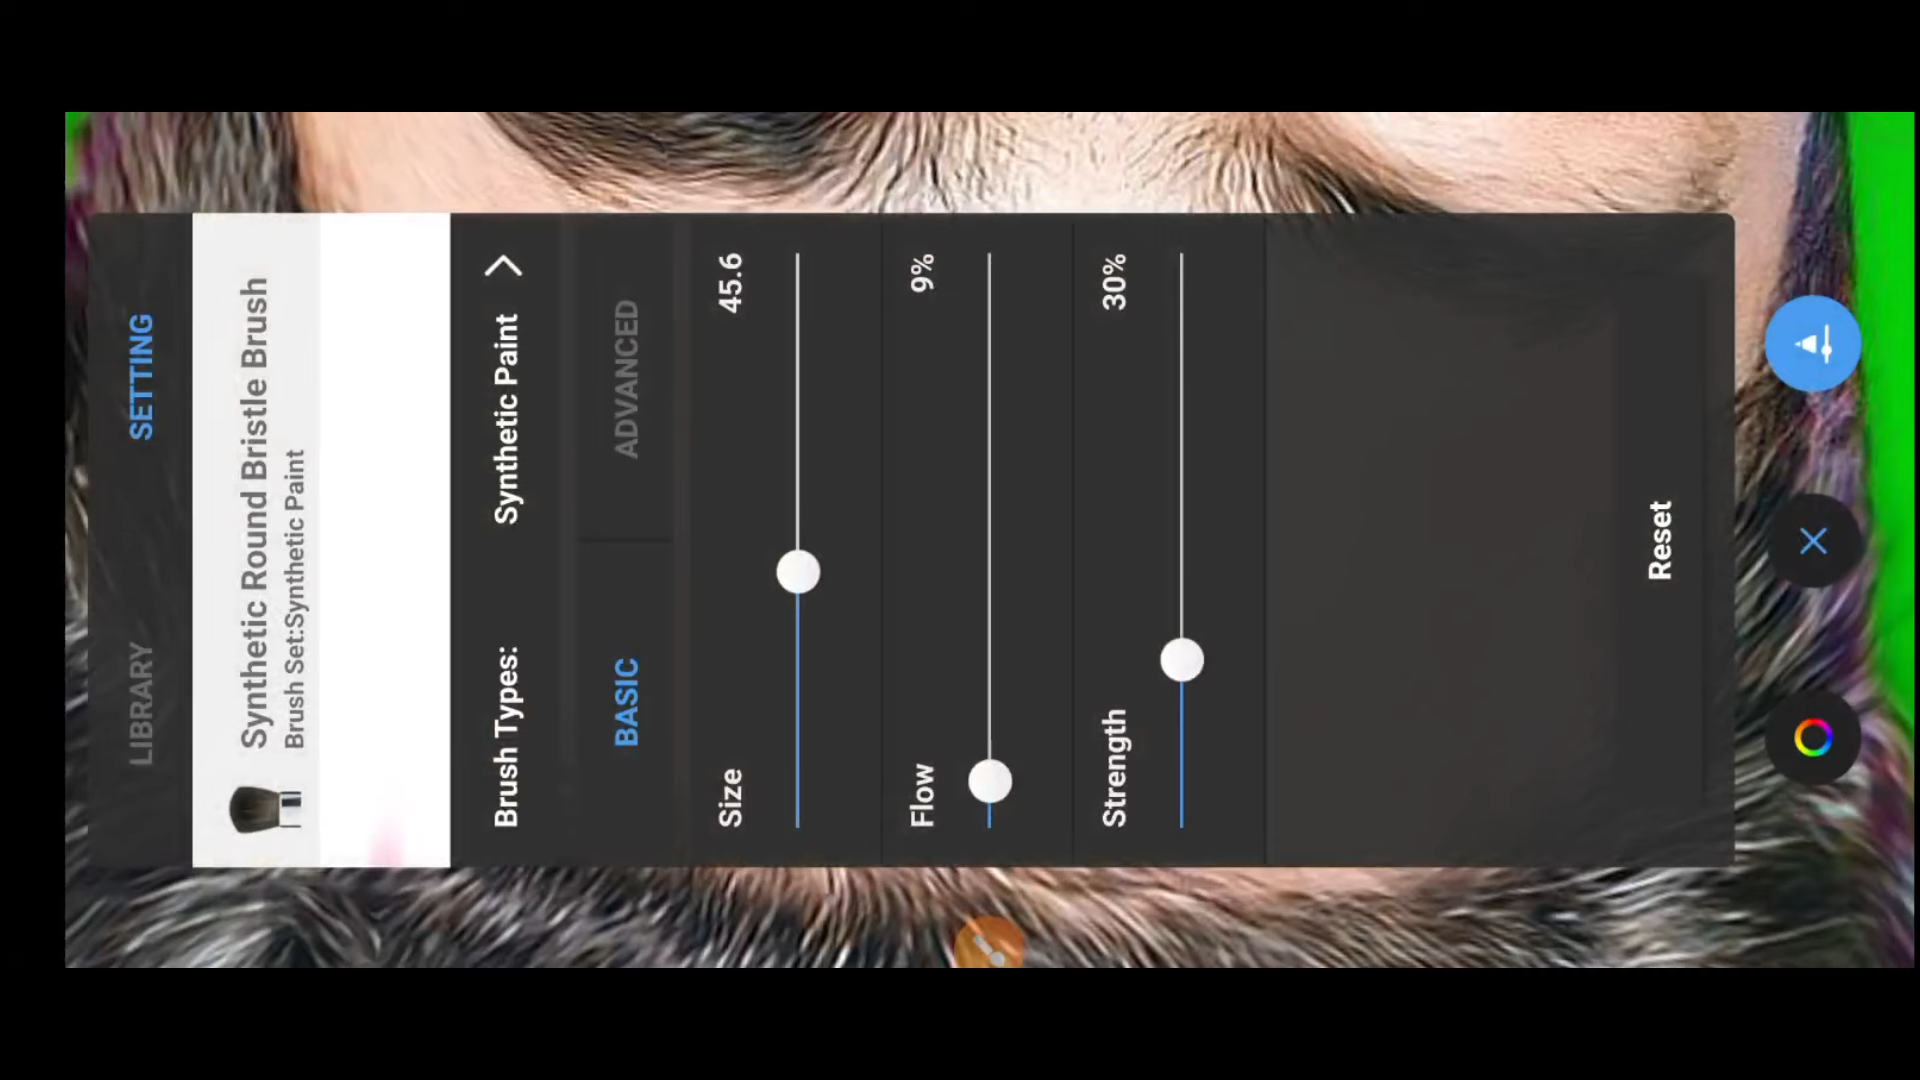 LIBRARY SETTING
Synthetic Round Bristle Brush
Brush Set:Synthetic Paint
Brush Types: Synthetic Paint
BASIC ADVANCED
Size 45.6
Flow 9%
Strength 30%
Reset